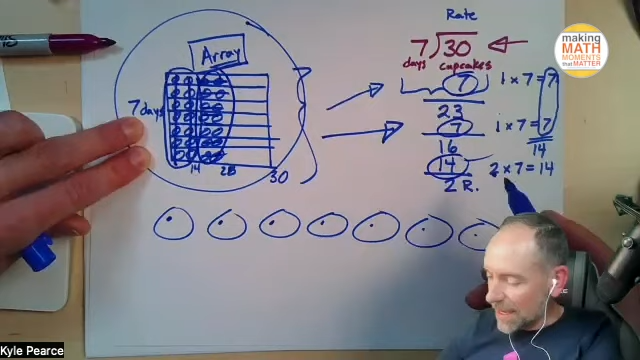 Rate
7)30
days cupcakes
7
1 x 7 = 7
23
7
1 x 7 = 7
16
14
14
2 x 7 = 14
2 R.
Array
7 days
14
28
30
making
MATH
MOMENTS
that MATTER
Kyle Pearce